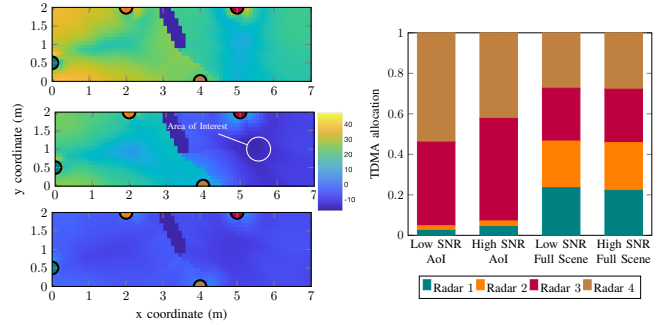 2
1.5
1
0.5
0
0 1 2 3 4 5 6 7
y coordinate (m)
2
1.5
1
0.5
0
Area of Interest
0 1 2 3 4 5 6 7
40
30
20
10
0
−10
2
1.5
1
0.5
0
0 1 2 3 4 5 6 7
x coordinate (m)
TDMA allocation
1
0.8
0.6
0.4
0.2
0
Low SNR High SNR Low SNR High SNR
AoI AoI Full Scene Full Scene
Radar 1 Radar 2 Radar 3 Radar 4